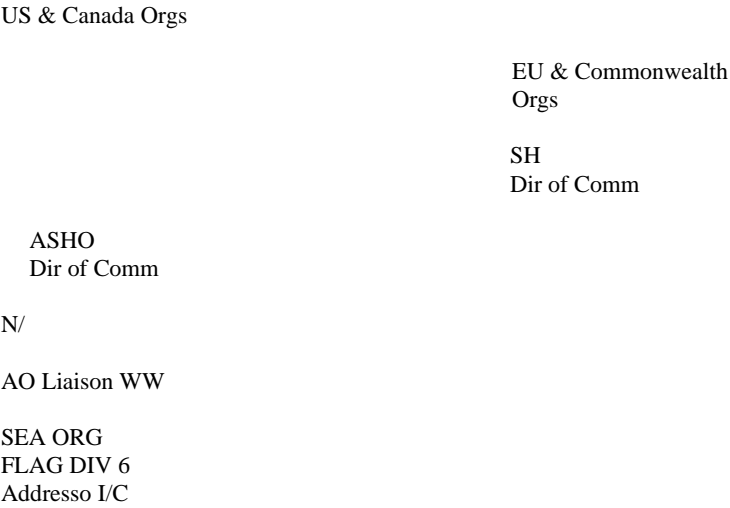 US & Canada Orgs
EU & Commonwealth
Orgs
SH
Dir of Comm
ASHO
Dir of Comm
N/
AO Liaison WW
SEA ORG
FLAG DIV 6
Addresso I/C